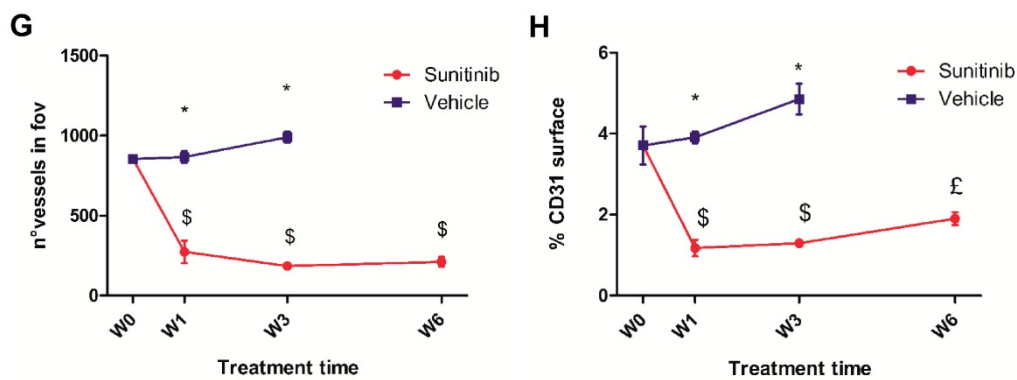 G
1500
1000
500
0
n°vessels in fov
Sunitinib
Vehicle
*
*
$
$
$
W0
W1
W3
W6
Treatment time
H
6
4
2
0
% CD31 surface
Sunitinib
Vehicle
*
*
$
$
£
W0
W1
W3
W6
Treatment time